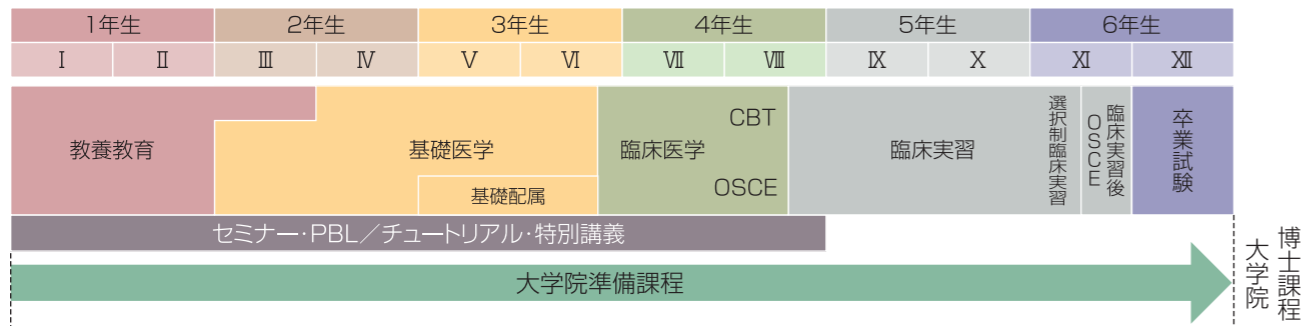 1年生 2年生 3年生 4年生 5年生 6年生
Ⅰ Ⅱ Ⅲ Ⅳ Ⅴ Ⅵ Ⅶ Ⅷ Ⅸ Ⅹ Ⅺ Ⅻ
教養教育
基礎医学
基礎配属
臨床医学
CBT
OSCE
臨床実習
選択制臨床実習
臨床実習後
OSCE
卒業試験
セミナー・PBL/チュートリアル・特別講義
大学院準備課程
博士課程
大学院